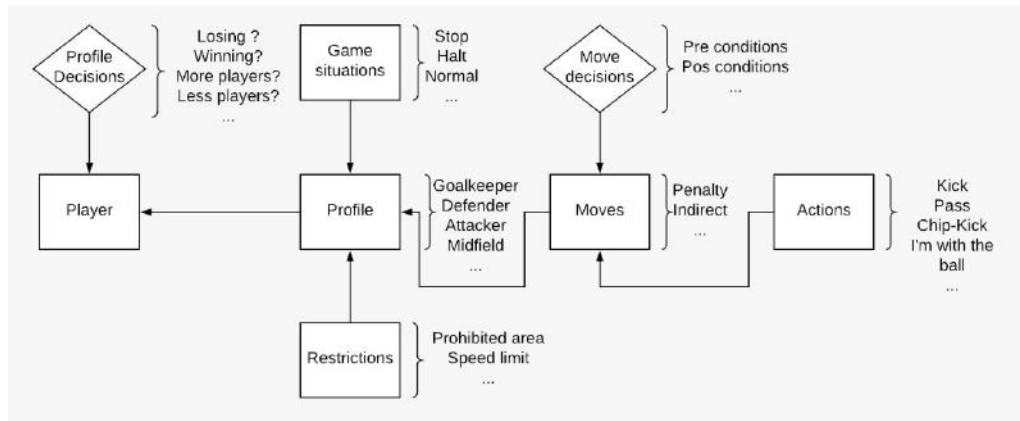 Profile
Decisions
Losing ?
Winning?
More players?
Less players?
...
Game
situations
Stop
Halt
Normal
...
Move
decisions
Pre conditions
Pos conditions
...
Player
Profile
Goalkeeper
Defender
Attacker
Midfield
...
Moves
Penalty
Indirect
...
Actions
Kick
Pass
Chip-Kick
I'm with the
ball
...
Restrictions
Prohibited area
Speed limit
...